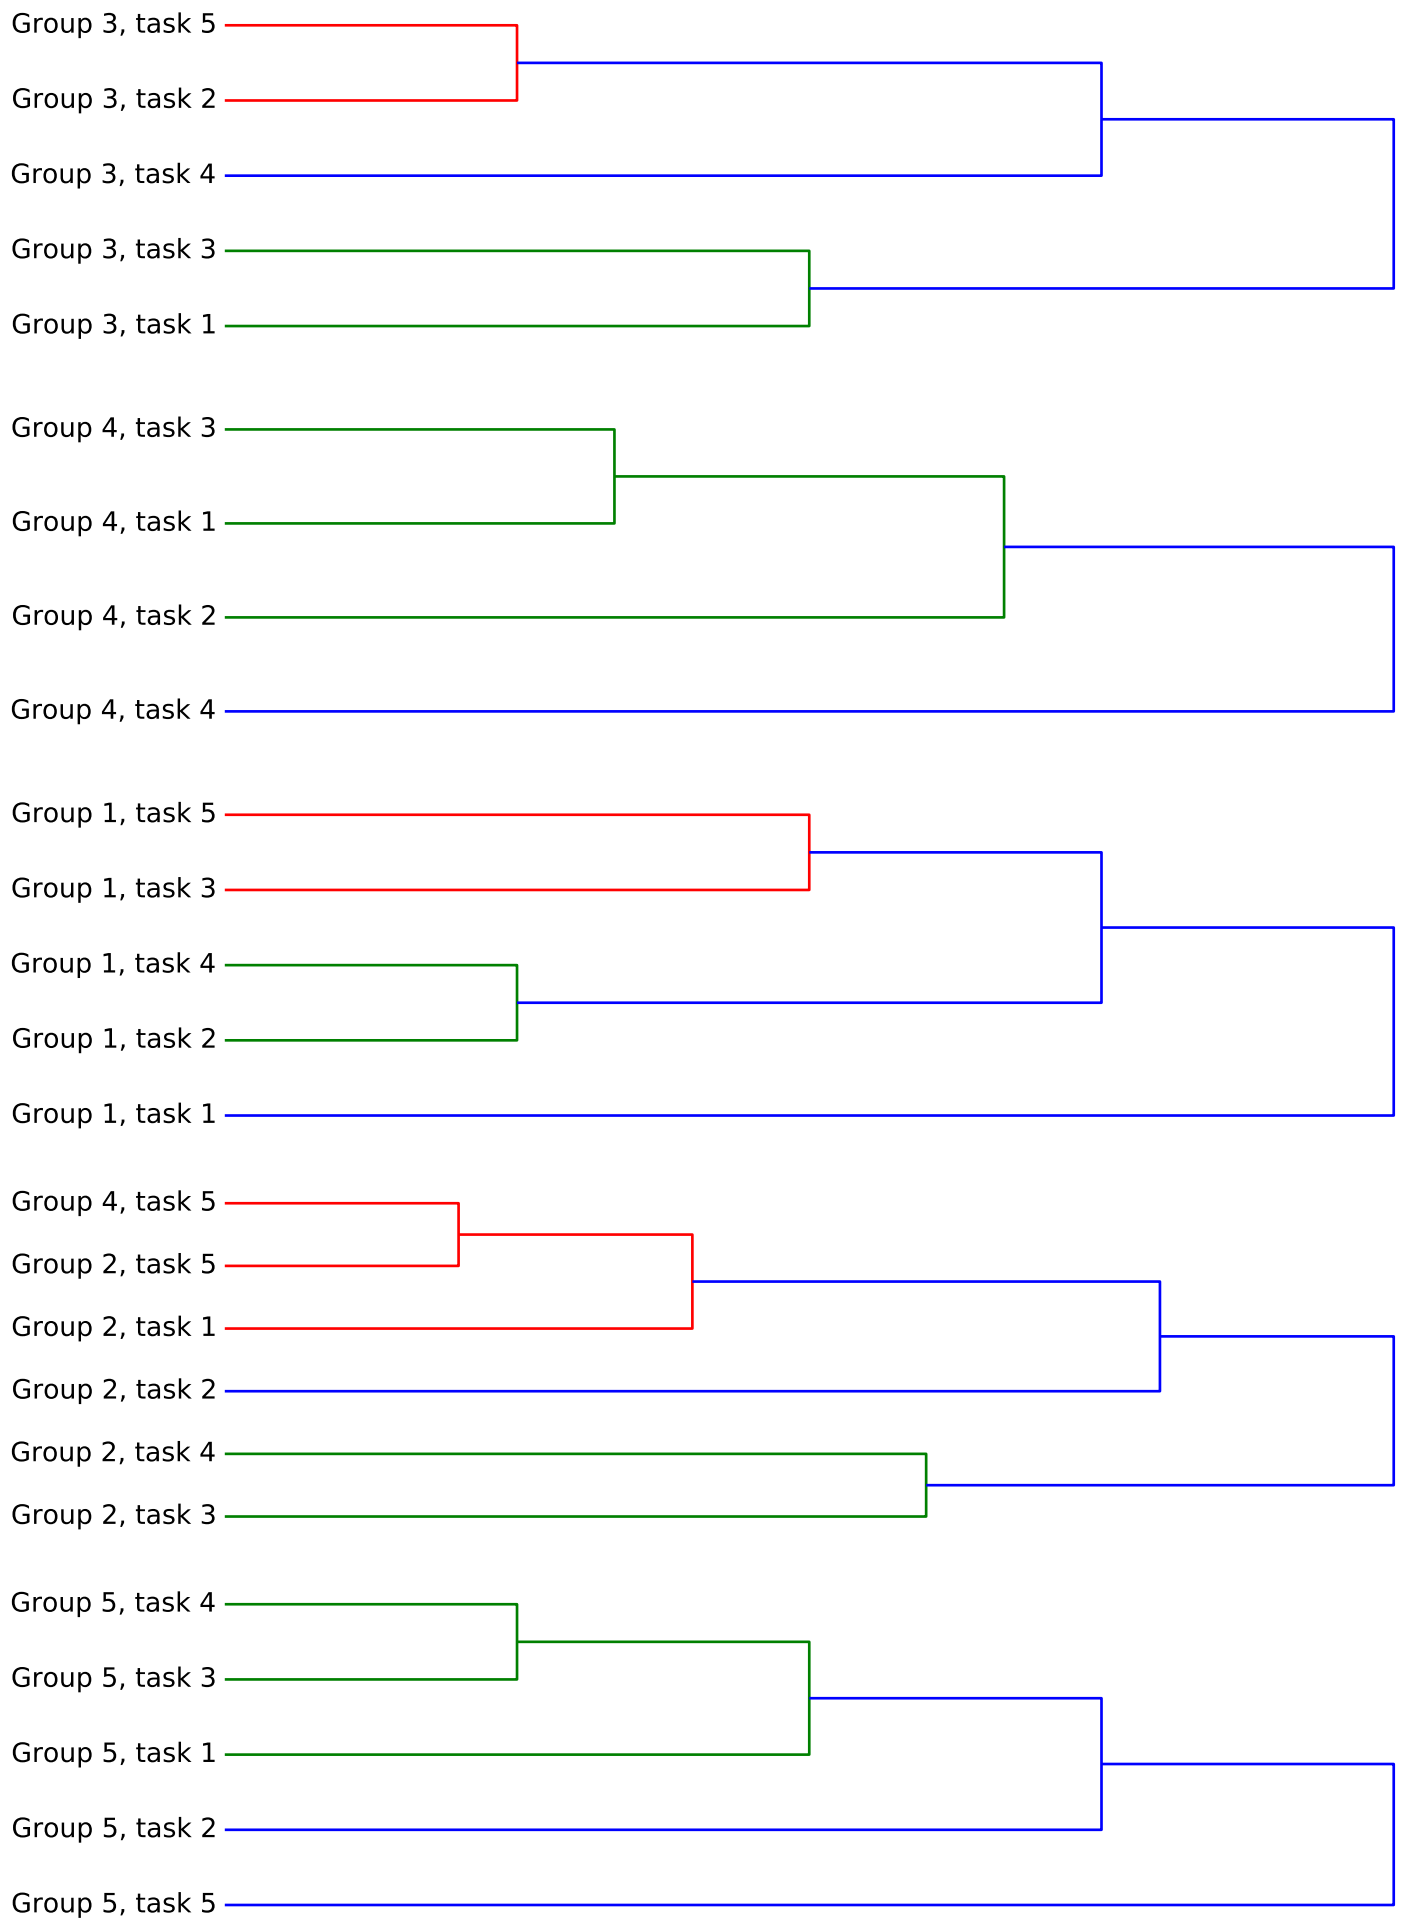 Group 3, task 5
Group 3, task 2
Group 3, task 4
Group 3, task 3
Group 3, task 1
Group 4, task 3
Group 4, task 1
Group 4, task 2
Group 4, task 4
Group 1, task 5
Group 1, task 3
Group 1, task 4
Group 1, task 2
Group 1, task 1
Group 4, task 5
Group 2, task 5
Group 2, task 1
Group 2, task 2
Group 2, task 4
Group 2, task 3
Group 5, task 4
Group 5, task 3
Group 5, task 1
Group 5, task 2
Group 5, task 5